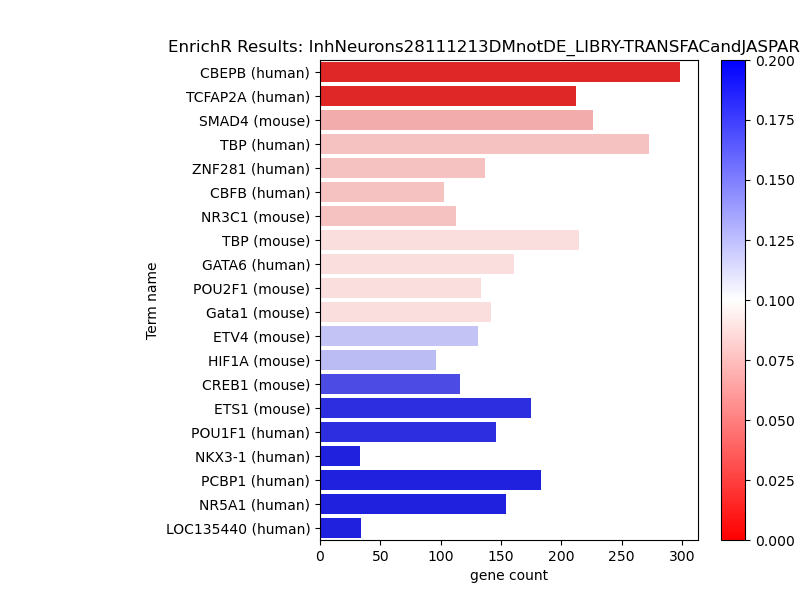 EnrichR Results: InhNeurons28111213DMnotDE_LIBRY-TRANSFACandJASPAR
CBEPB (human)
TCFAP2A (human)
SMAD4 (mouse)
TBP (human)
ZNF281 (human)
CBFB (human)
NR3C1 (mouse)
TBP (mouse)
GATA6 (human)
POU2F1 (mouse)
Gata1 (mouse)
ETV4 (mouse)
HIF1A (mouse)
CREB1 (mouse)
ETS1 (mouse)
POU1F1 (human)
NKX3-1 (human)
PCBP1 (human)
NR5A1 (human)
LOC135440 (human)
Term name
0 50 100 150 200 250 300
gene count
0.200
0.175
0.150
0.125
0.100
0.075
0.050
0.025
0.000